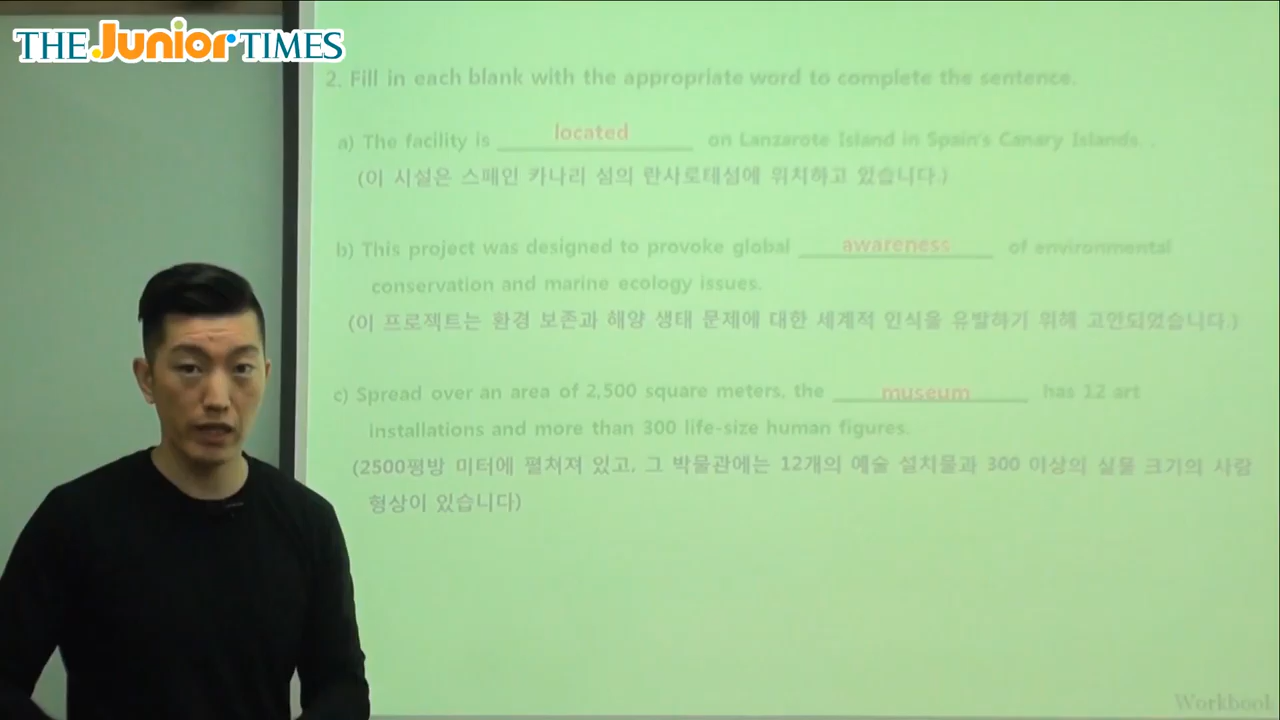 THE Junior TIMES
2. Fill in each blank with the appropriate word to complete the sentence.
a) The facility is located on Lanzarote Island in Spain's Canary Islands. .
(이 시설은 스페인 카나리 섬의 란사로테섬에 위치하고 있습니다.)
b) This project was designed to provoke global awareness of environmental
conservation and marine ecology issues.
(이 프로젝트는 환경 보존과 해양 생태 문제에 대한 세계적 인식을 유발하기 위해 고안되었습니다.)
c) Spread over an area of 2,500 square meters, the museum has 12 art
installations and more than 300 life-size human figures.
(2500평방 미터에 펼쳐져 있고, 그 박물관에는 12개의 예술 설치물과 300 이상의 실물 크기의 사람
형상이 있습니다)
Workbook